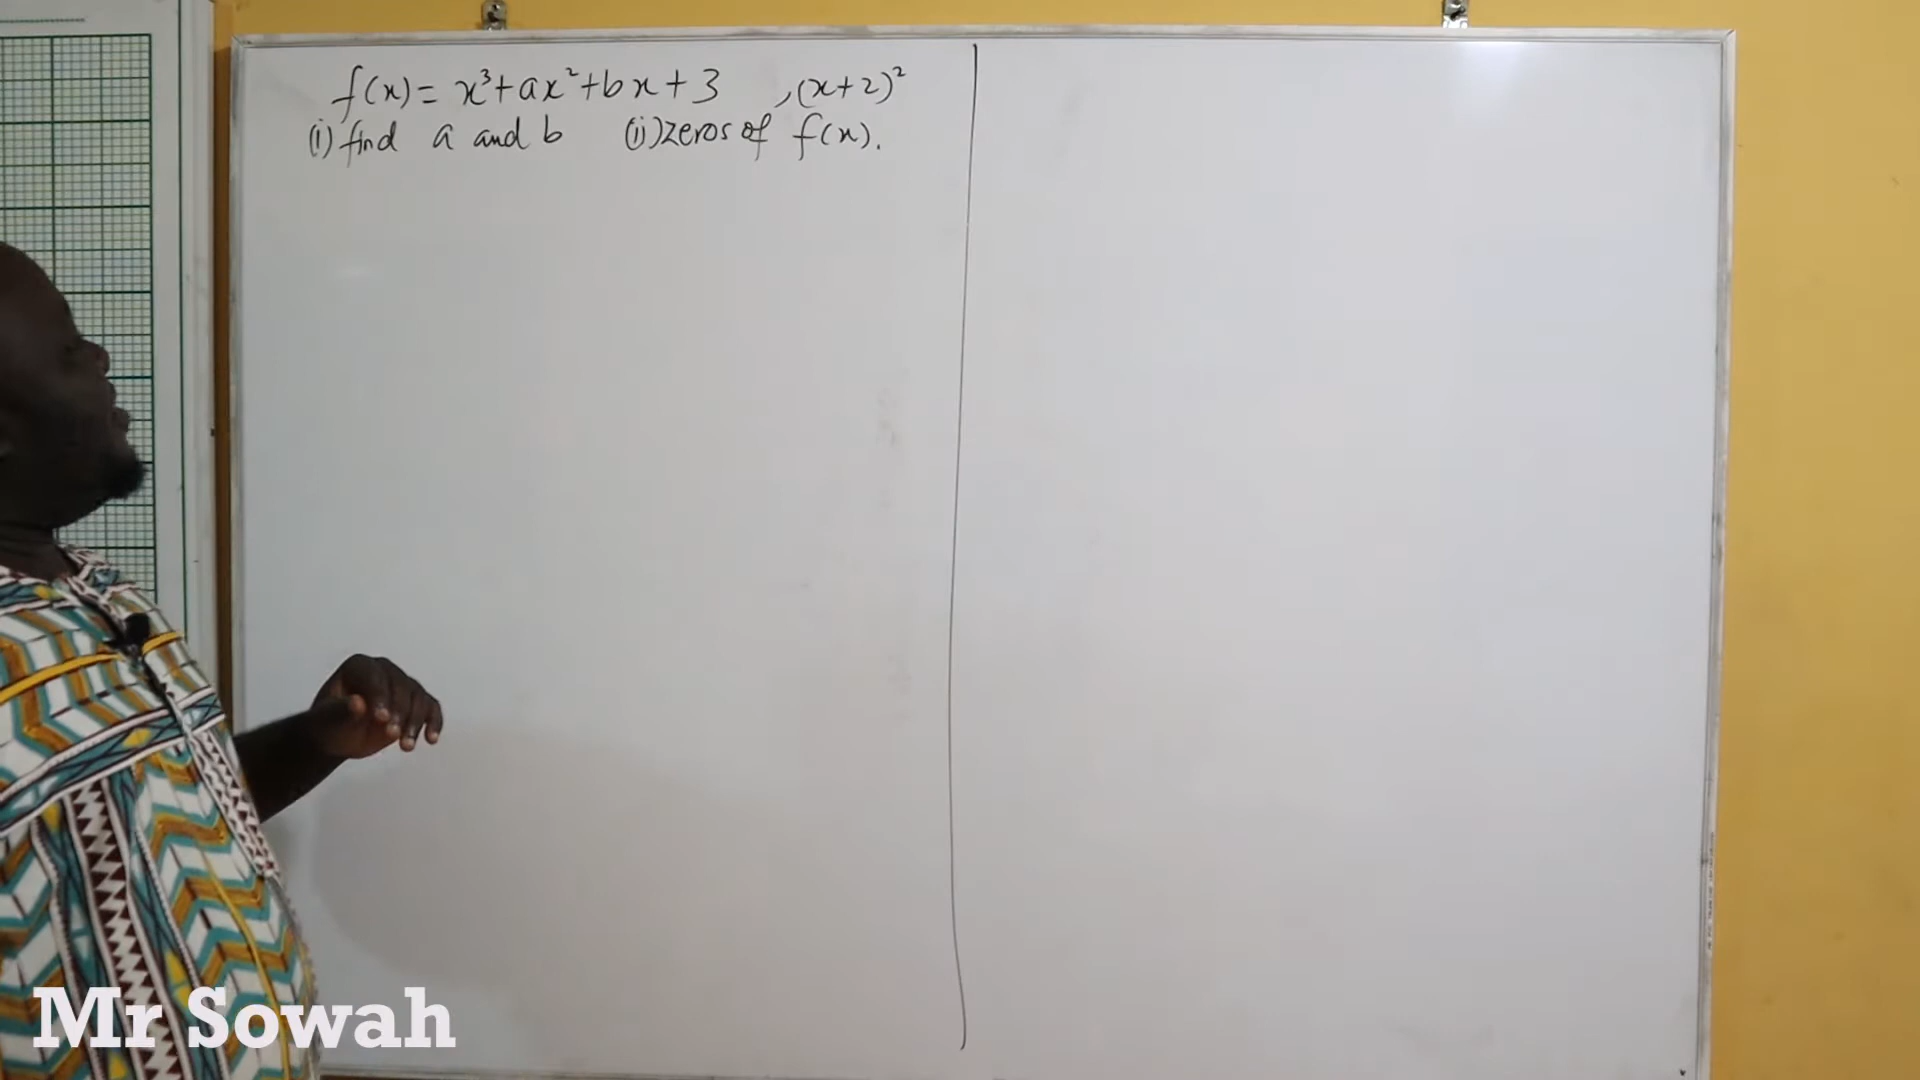 f(x) = x³+ax²+bx+3 , (x+2)²
(i) find a and b (ii) zeros of f(x).
Mr Sowah